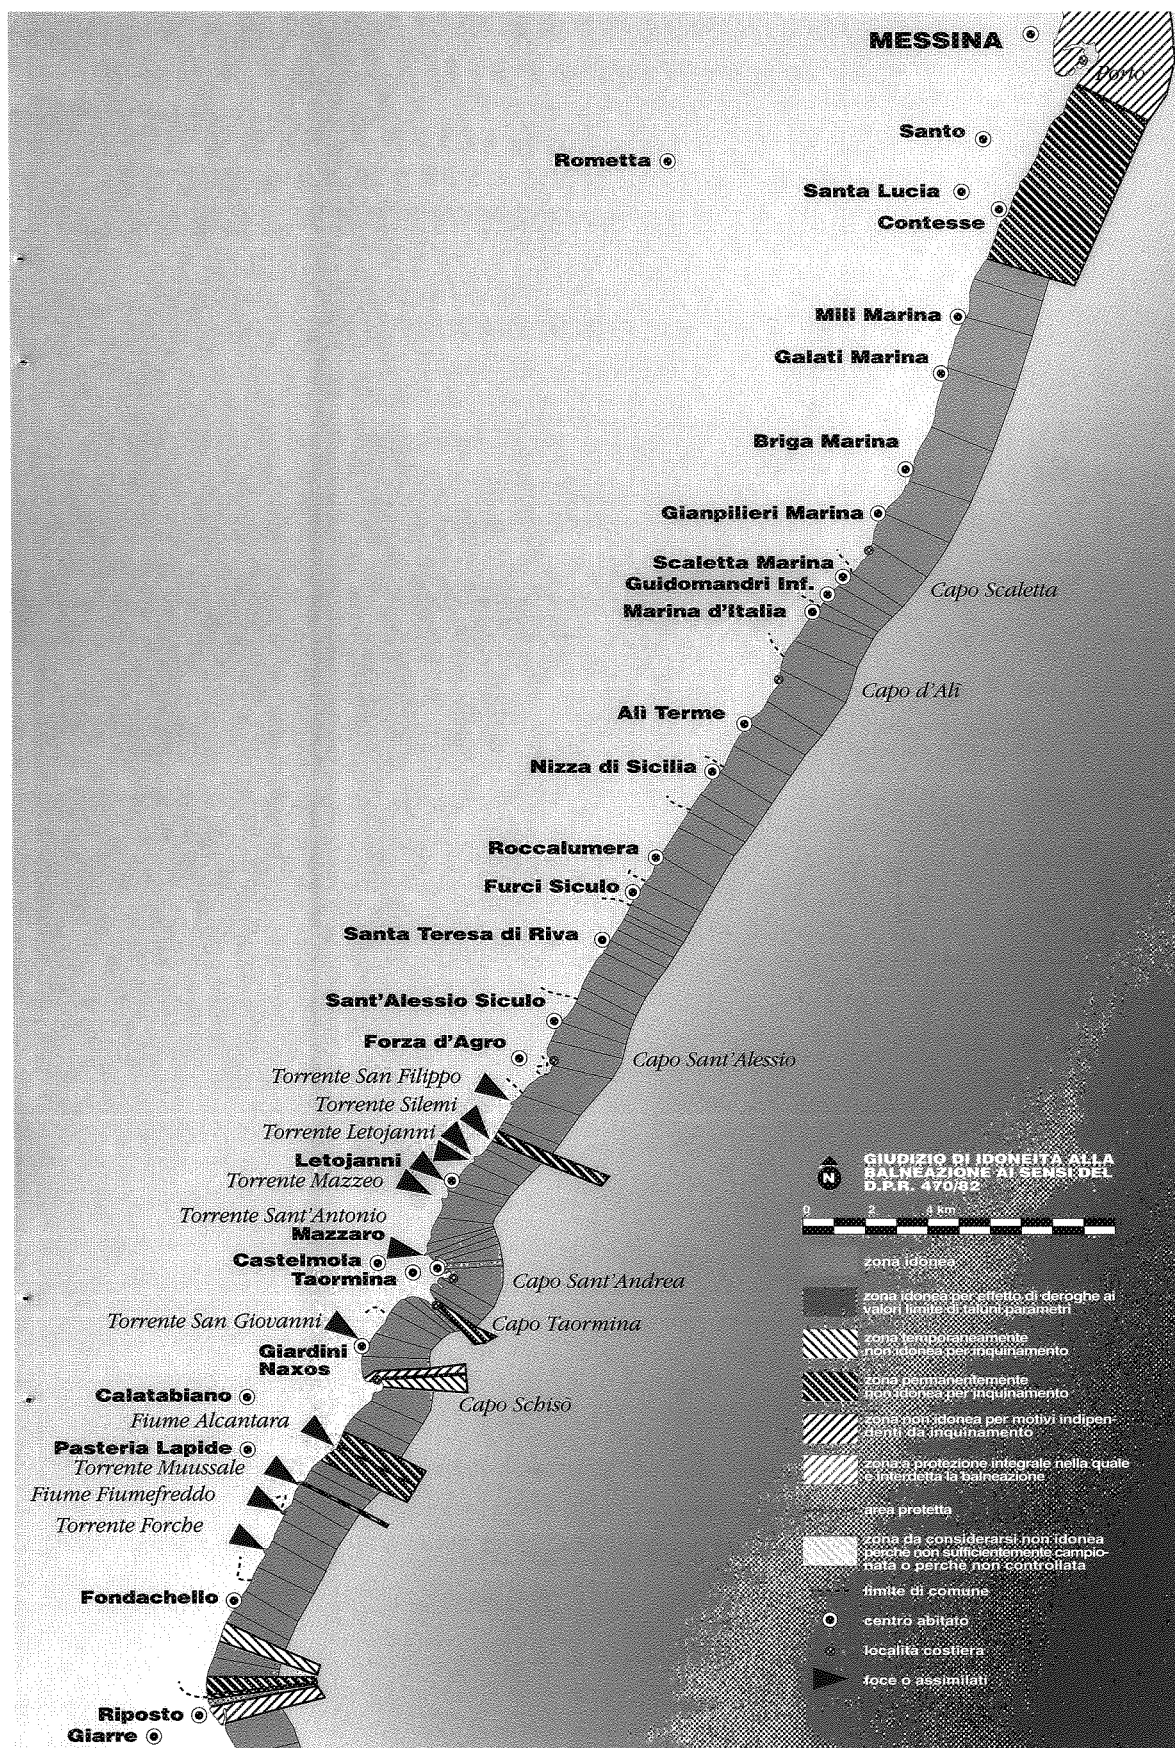 MESSINA
Porto
Santo
Rometta
Santa Lucia
Contesse
Mili Marina
Galati Marina
Briga Marina
Gianpilieri Marina
Scaletta Marina
Guidomandri Inf.
Capo Scaletta
Marina d'Italia
Capo d'Alì
Alì Terme
Nizza di Sicilia
Roccalumera
Furci Siculo
Santa Teresa di Riva
Sant'Alessio Siculo
Forza d'Agro
Capo Sant'Alessio
Torrente San Filippo
Torrente Silemi
Torrente Letojanni
Letojanni
Torrente Mazzeo
Torrente Sant'Antonio
Mazzaro
Castelmola
Taormina
Capo Sant'Andrea
Torrente San Giovanni
Capo Taormina
Giardini
Naxos
Calatabiano
Capo Schisò
Fiume Alcantara
Pasteria Lapide
Torrente Muussale
Fiume Fiumefreddo
Torrente Forche
Fondachello
Riposto
Giarre
N
GIUDIZIO DI IDONEITÀ ALLA
BALNEAZIONE AI SENSI DEL
D.P.R. 470/82
0 2 4 km
zona idonea
zona idonea per effetto di deroghe ai
valori limite di taluni parametri
zona temporaneamente
non idonea per inquinamento
zona permanentemente
non idonea per inquinamento
zona non idonea per motivi indipen-
denti da inquinamento
zona a protezione integrale nella quale
è interdetta la balneazione
area protetta
zona da considerarsi non idonea
perchè non sufficientemente campio-
nata o perchè non controllata
limite di comune
centro abitato
località costiera
foce o assimilati